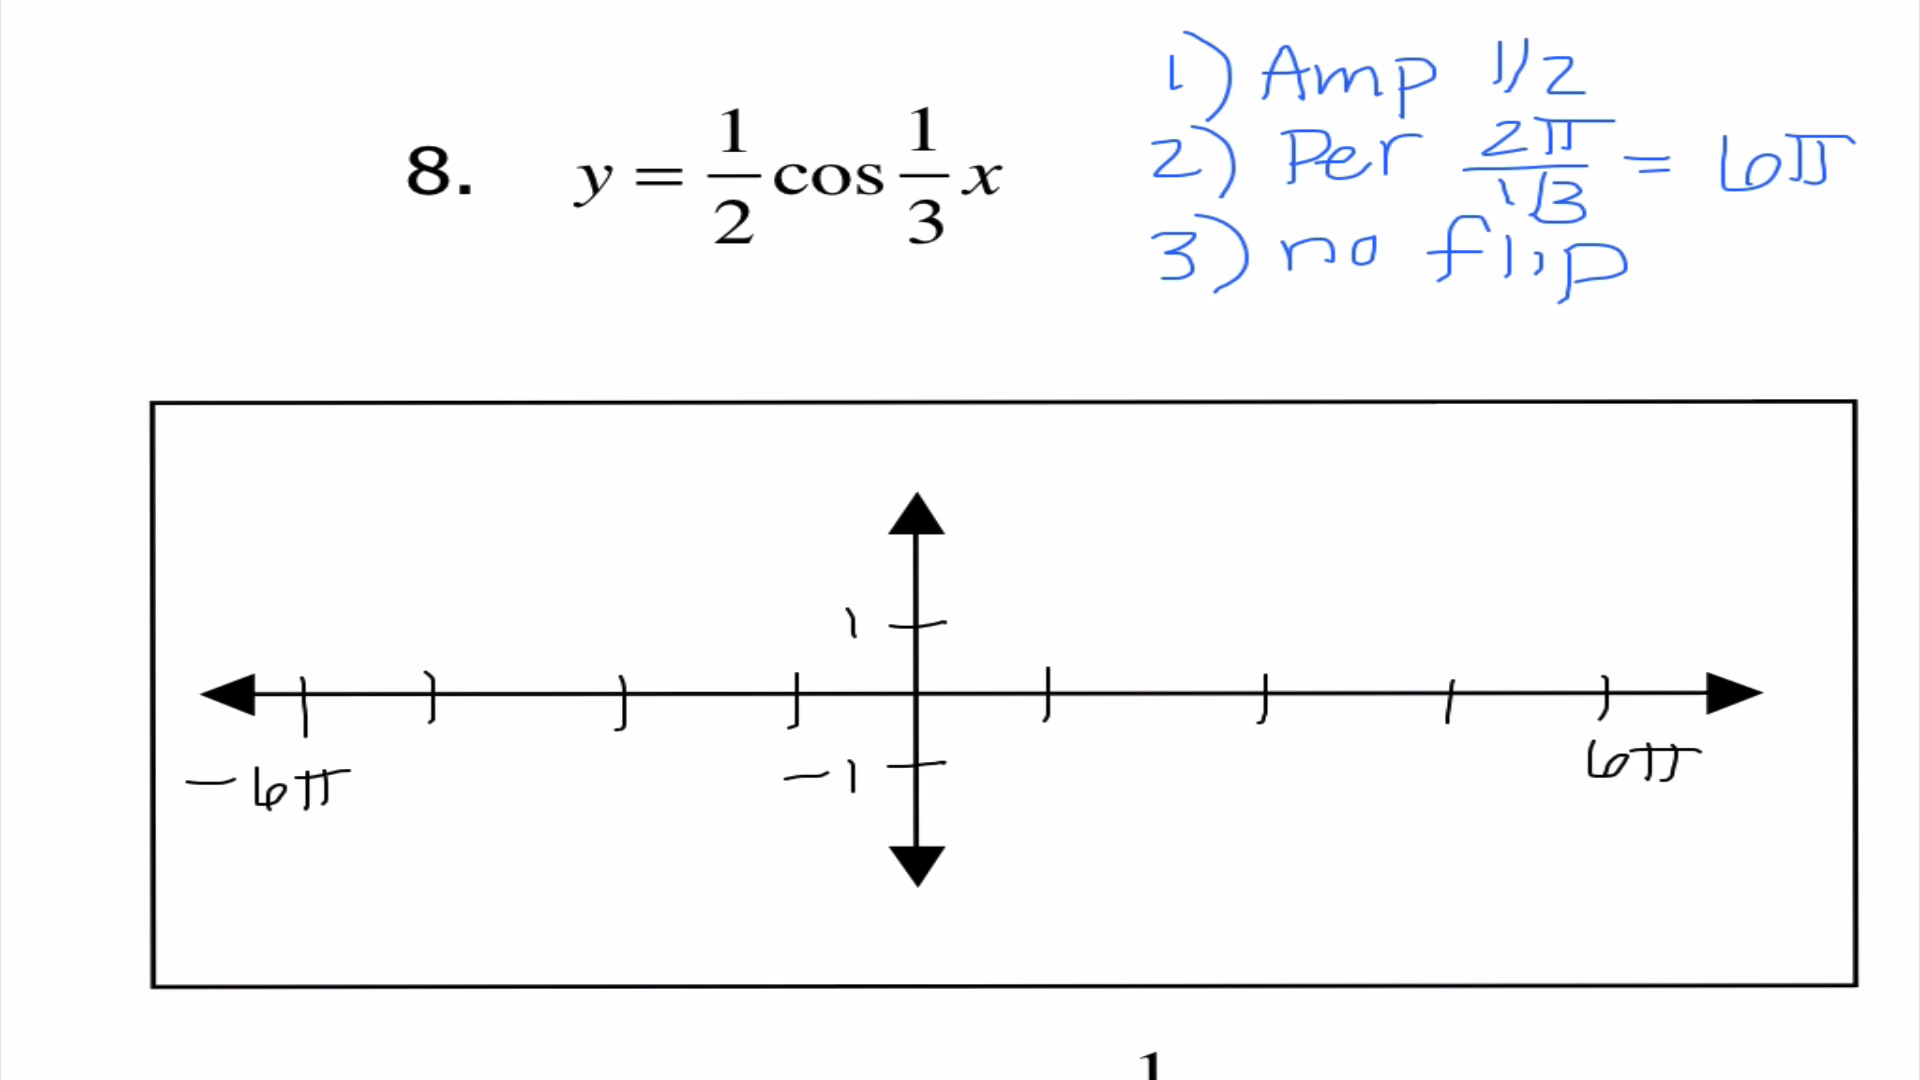 8. y = 1/2 cos 1/3 x
1) Amp 1/2
2) Per 2π/1/3 = 6π
3) no flip
1
-6π
-1
6π
1